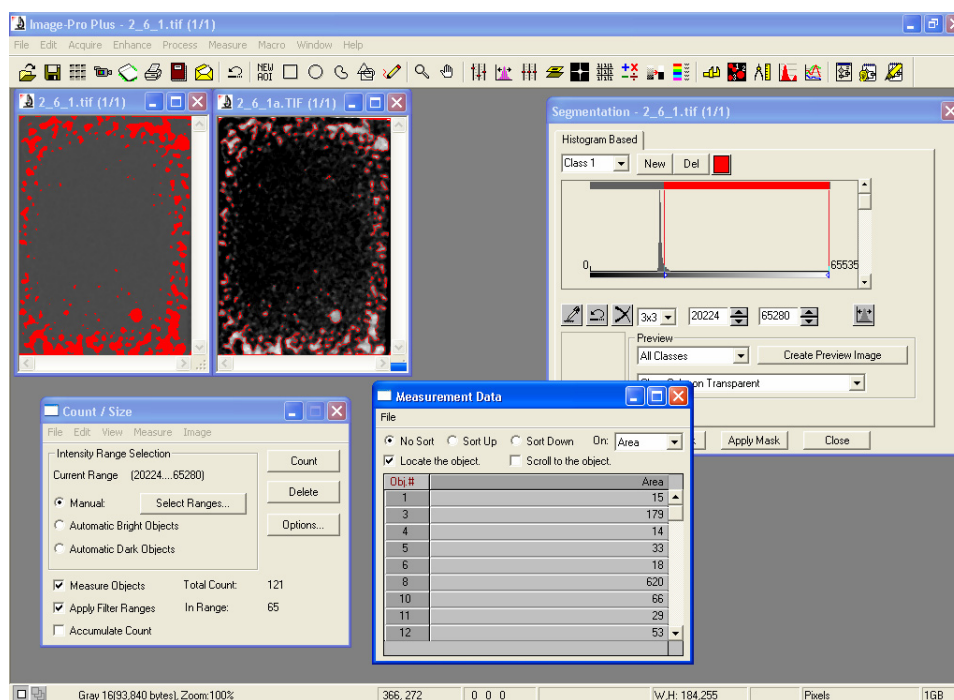 Image-Pro Plus - 2_6_1.tif (1/1)
File Edit Acquire Enhance Process Measure Macro Window Help
NEW
AOI
2_6_1.tif (1/1)
2_6_1a.TIF (1/1)
Segmentation - 2_6_1.tif (1/1)
Histogram Based
Class 1 New Del
0 65535
3x3 20224 65280
Preview
All Classes Create Preview Image
on Transparent
Apply Mask Close
Count / Size
File Edit View Measure Image
Intensity Range Selection
Current Range (20224....65280)
Manual: Select Ranges...
Automatic Bright Objects
Automatic Dark Objects
Count
Delete
Options...
Measure Objects Total Count: 121
Apply Filter Ranges In Range: 65
Accumulate Count
Measurement Data
File
No Sort Sort Up Sort Down On: Area
Locate the object. Scroll to the object.
Obj.# Area
1 15
3 179
4 14
5 33
6 18
8 620
10 66
11 29
12 53
Gray 16(93,840 bytes), Zoom:100% 366, 272 0 0 0 W,H: 184,255 Pixels 1GB